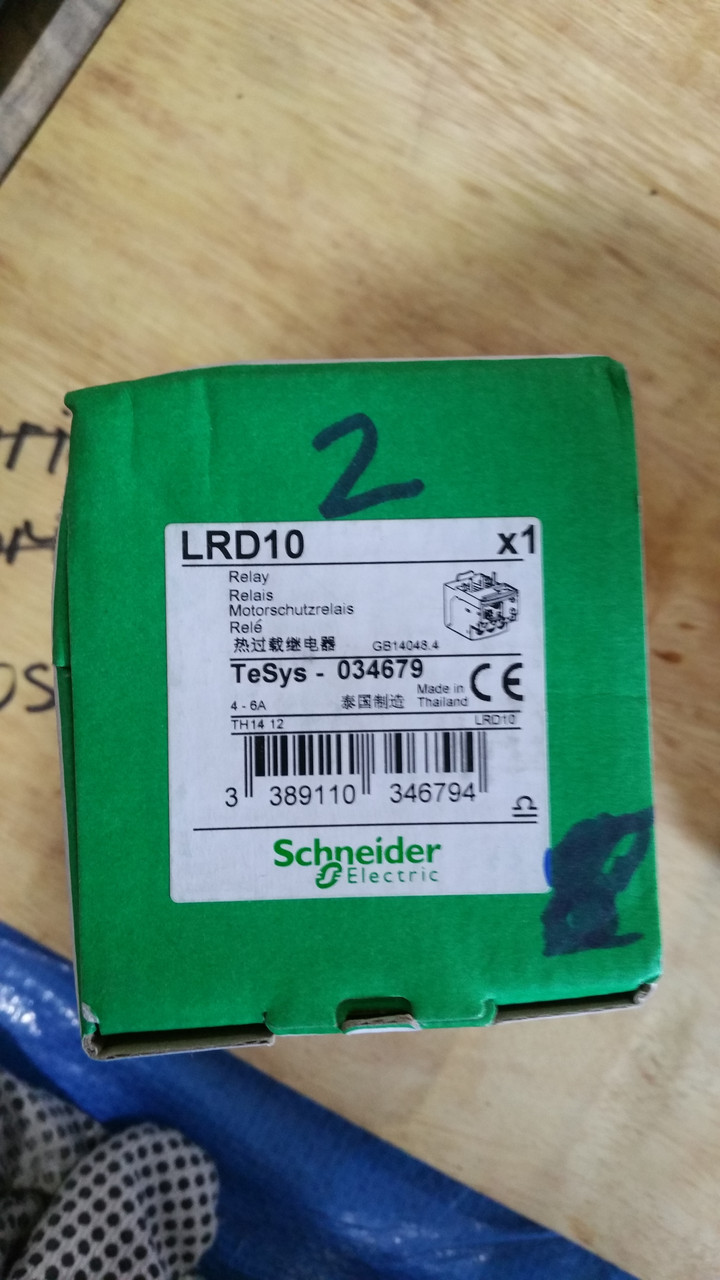 2
LRD10 x1
Relay
Relais
Motorschutzrelais
Relé
热过载继电器 GB14048.4
TeSys - 034679
4 - 6A 泰国制造 Made in Thailand CE
TH14 12 LRD10
3 389110 346794
Schneider
Electric